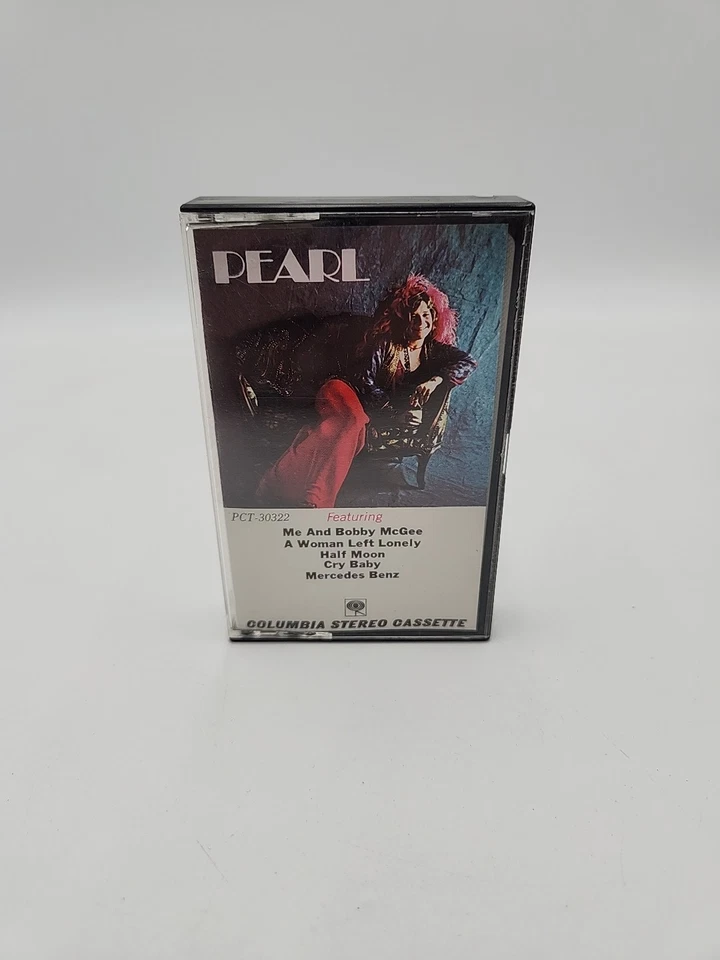 PEARL
PCT-30322 Featuring
Me And Bobby McGee
A Woman Left Lonely
Half Moon
Cry Baby
Mercedes Benz
COLUMBIA STEREO CASSETTE